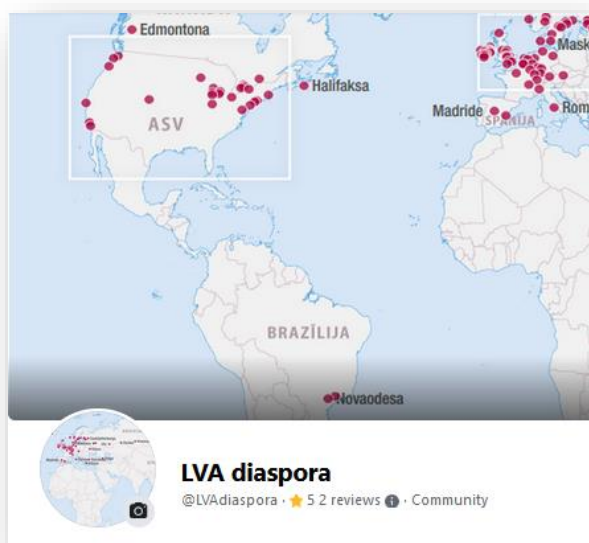 Edmontona
Halifaksa
Mask
ASV
Madride
Rom
SPĀNIJA
BRAZĪLIJA
Novaodesa
LVA diaspora
@LVAdiaspora · 5 2 reviews · Community